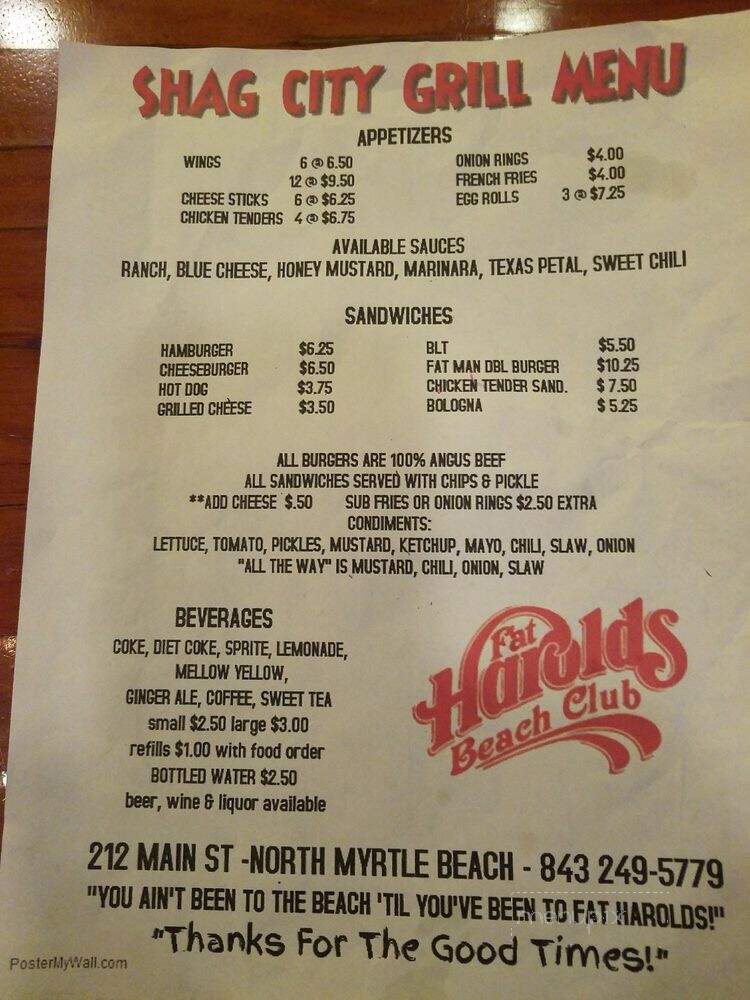 SHAG CITY GRILL MENU
APPETIZERS
WINGS 6 @ 6.50 ONION RINGS $4.00
12 @ $9.50 FRENCH FRIES $4.00
CHEESE STICKS 6 @ $6.25 EGG ROLLS 3 @ $7.25
CHICKEN TENDERS 4 @ $6.75
AVAILABLE SAUCES
RANCH, BLUE CHEESE, HONEY MUSTARD, MARINARA, TEXAS PETAL, SWEET CHILI
SANDWICHES
HAMBURGER $6.25 BLT $5.50
CHEESEBURGER $6.50 FAT MAN DBL BURGER $10.25
HOT DOG $3.75 CHICKEN TENDER SAND. $ 7.50
GRILLED CHEESE $3.50 BOLOGNA $ 5.25
ALL BURGERS ARE 100% ANGUS BEEF
ALL SANDWICHES SERVED WITH CHIPS & PICKLE
**ADD CHEESE $.50 SUB FRIES OR ONION RINGS $2.50 EXTRA
CONDIMENTS:
LETTUCE, TOMATO, PICKLES, MUSTARD, KETCHUP, MAYO, CHILI, SLAW, ONION
"ALL THE WAY" IS MUSTARD, CHILI, ONION, SLAW
BEVERAGES
COKE, DIET COKE, SPRITE, LEMONADE,
MELLOW YELLOW,
GINGER ALE, COFFEE, SWEET TEA
small $2.50 large $3.00
refills $1.00 with food order
BOTTLED WATER $2.50
beer, wine & liquor available
Fat
Harolds
Beach Club
212 MAIN ST -NORTH MYRTLE BEACH - 843 249-5779
"YOU AIN'T BEEN TO THE BEACH 'TIL YOU'VE BEEN TO FAT HAROLDS!"
menupix
"Thanks For The Good Times!"
PosterMyWall.com